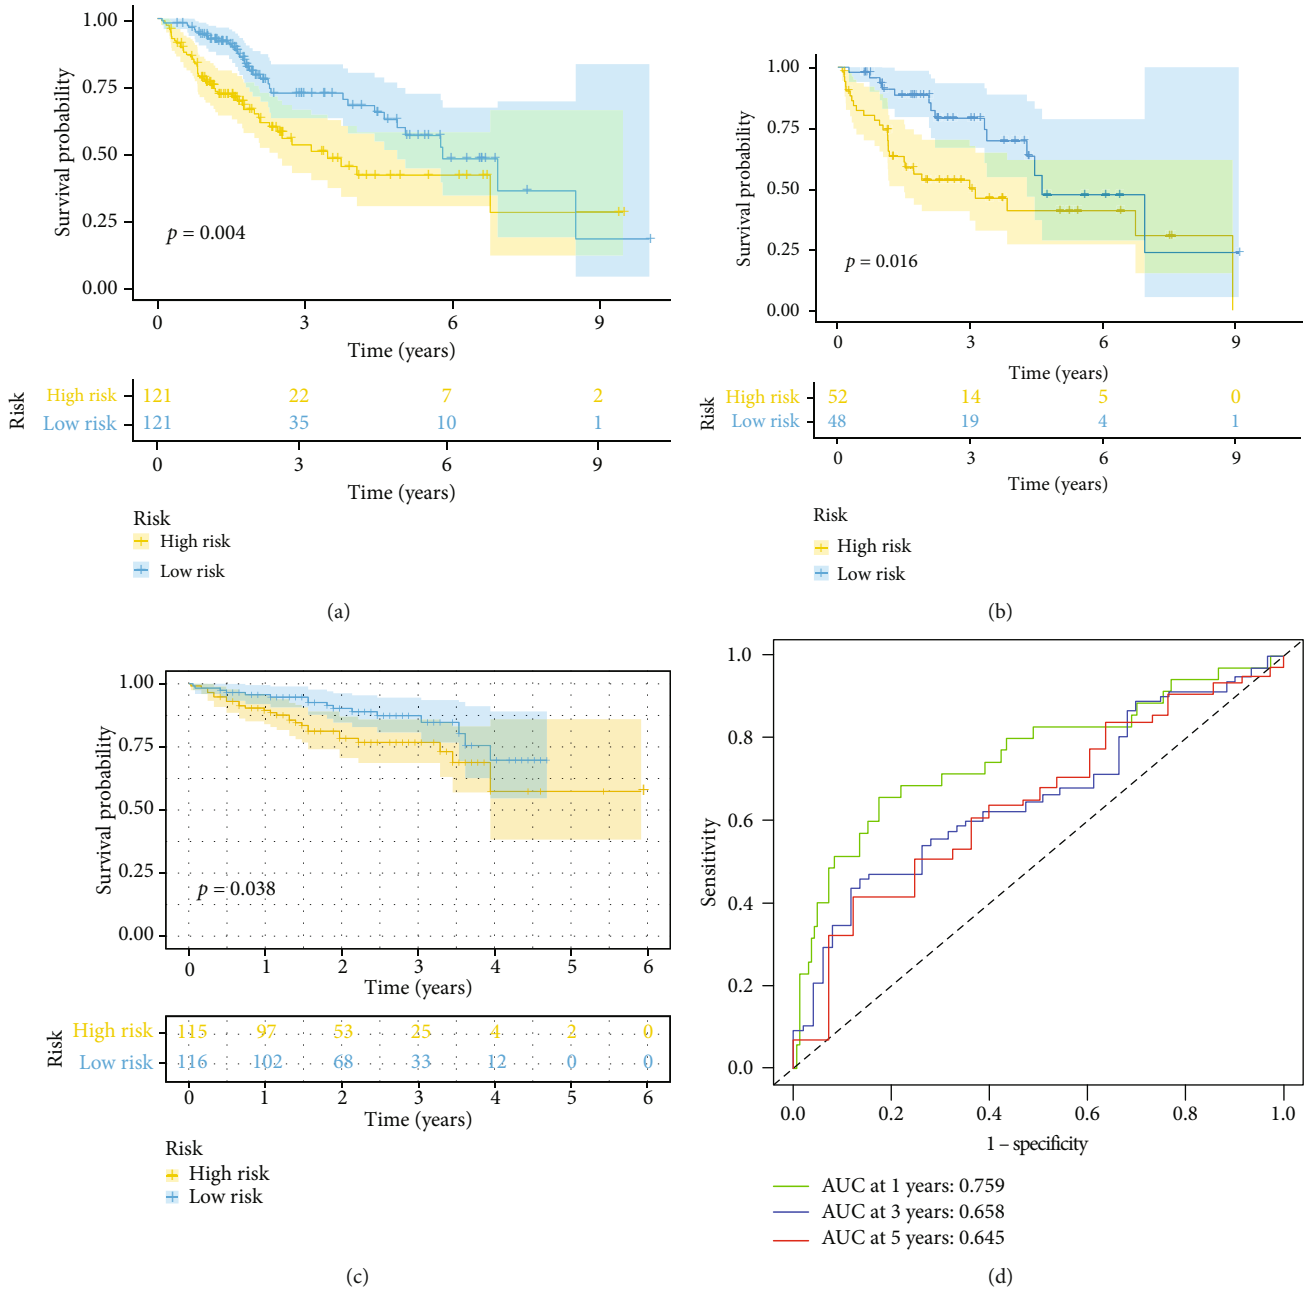 1.00
0.75
0.50
0.25
0.00
Survival probability
p = 0.004
0 3 6 9
Time (years)
Risk
High risk 121 22 7 2
Low risk 121 35 10 1
0 3 6 9
Time (years)
Risk
High risk
Low risk
(a)
1.00
0.75
0.50
0.25
0.00
Survival probability
p = 0.016
0 3 6 9
Time (years)
Risk
High risk 52 14 5 0
Low risk 48 19 4 1
0 3 6 9
Time (years)
Risk
High risk
Low risk
(b)
1.00
0.75
0.50
0.25
0.00
Survival probability
p = 0.038
0 1 2 3 4 5 6
Time (years)
Risk
High risk 115 97 53 25 4 2 0
Low risk 116 102 68 33 12 0 0
0 1 2 3 4 5 6
Time (years)
Risk
High risk
Low risk
(c)
1.0
0.8
0.6
0.4
0.2
0.0
Sensitivity
0.0 0.2 0.4 0.6 0.8 1.0
1 – specificity
AUC at 1 years: 0.759
AUC at 3 years: 0.658
AUC at 5 years: 0.645
(d)